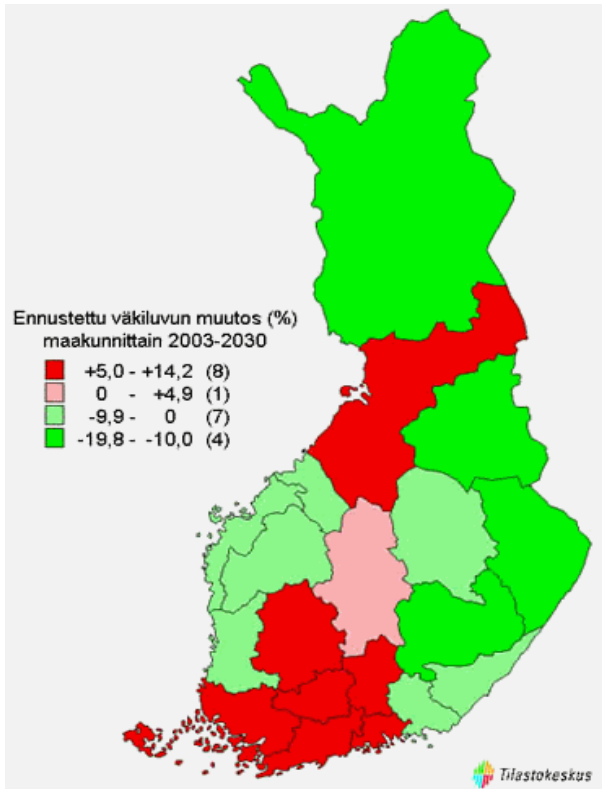 Ennustettu väkiluvun muutos (%)
maakunnittain 2003-2030
+5,0 - +14,2 (8)
0 - +4,9 (1)
-9,9 - 0 (7)
-19,8 - -10,0 (4)
Tilastokeskus